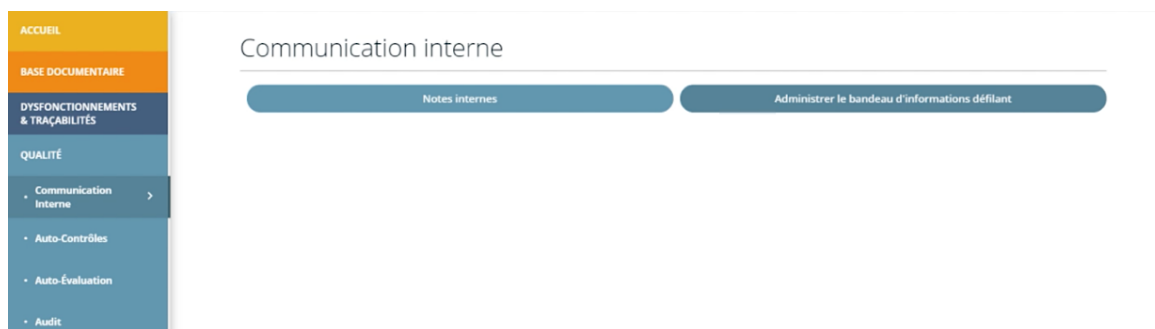 ACCUEIL
BASE DOCUMENTAIRE
DYSFONCTIONNEMENTS
& TRAÇABILITÉS
QUALITÉ
• Communication
Interne >
• Auto-Contrôles
• Auto-Évaluation
• Audit
Communication interne
Notes internes
Administrer le bandeau d'informations défilant